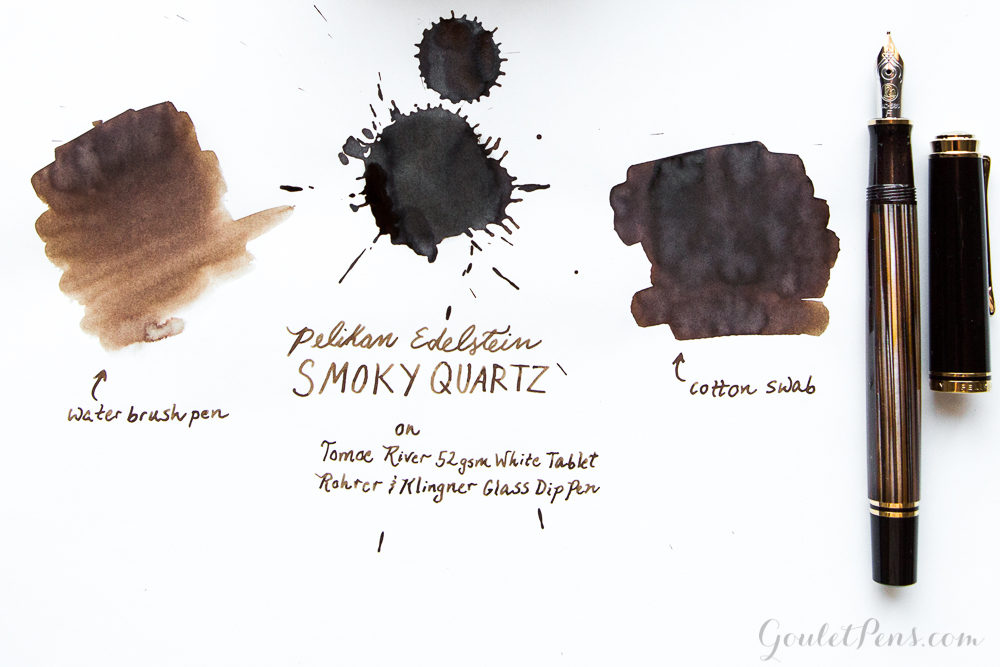 Pelikan Edelstein
SMOKY QUARTZ
water brush pen
cotton swab
on
Tomoe River 52gsm White Tablet
Rohrer & Klingner Glass Dip Pen
GouletPens.com